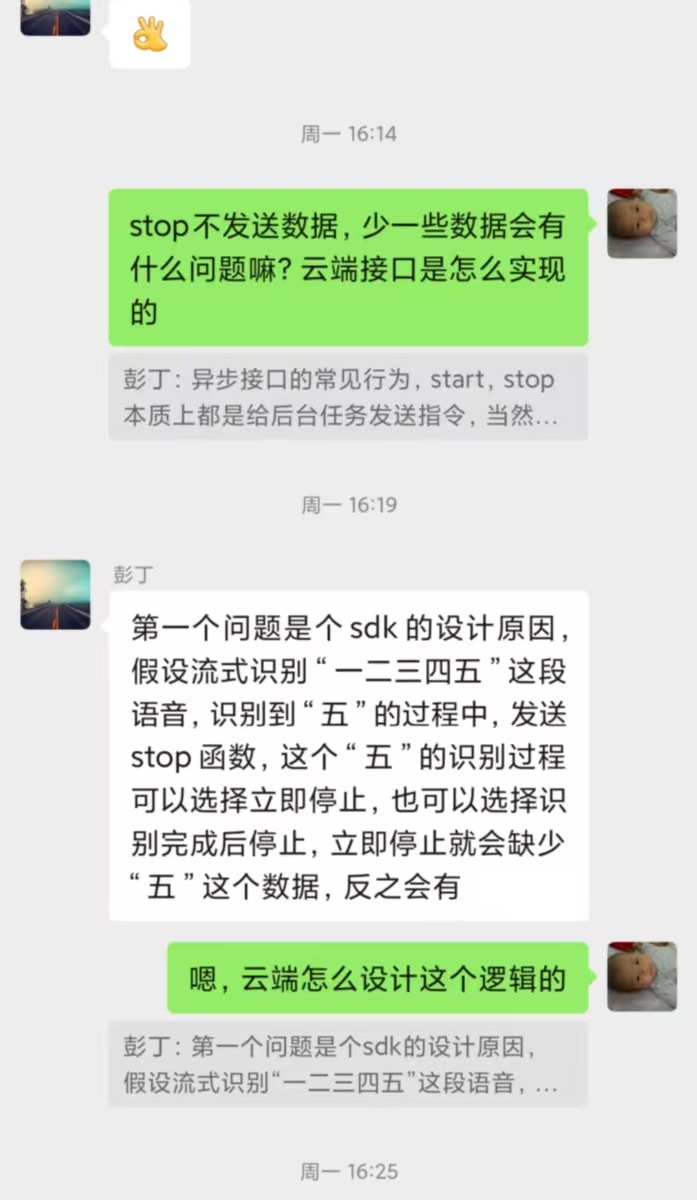 周一 16:14
stop不发送数据，少一些数据会有
什么问题嘛？云端接口是怎么实现
的
彭丁：异步接口的常见行为，start，stop
本质上都是给后台任务发送指令，当然...
周一 16:19
彭丁
第一个问题是个 sdk 的设计原因，
假设流式识别“一二三四五”这段
语音，识别到“五”的过程中，发送
stop 函数，这个“五”的识别过程
可以选择立即停止，也可以选择识
别完成后停止，立即停止就会缺少
“五”这个数据，反之会有
嗯，云端怎么设计这个逻辑的
彭丁：第一个问题是个sdk的设计原因，
假设流式识别“一二三四五”这段语音，...
周一 16:25